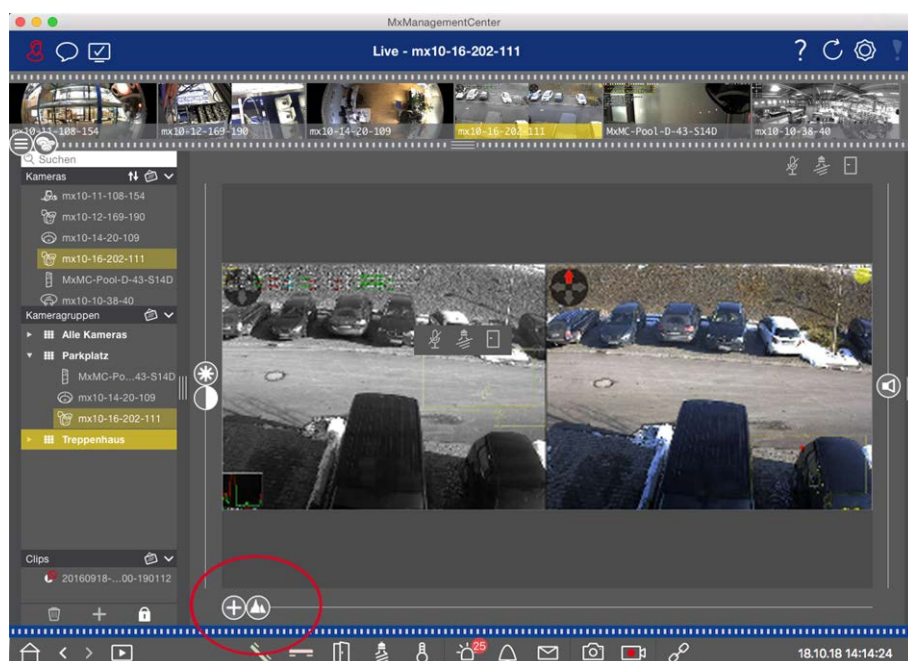 MxManagementCenter
Live - mx10-16-202-111
?
mx10-11-108-154
mx10-12-169-190
mx10-14-20-109
mx10-16-202-111
MxMC-Pool-D-43-S14D
mx10-10-38-40
Suchen
Kameras
mx10-11-108-154
mx10-12-169-190
mx10-14-20-109
mx10-16-202-111
MxMC-Pool-D-43-S14D
mx10-10-38-40
Kameragruppen
Alle Kameras
Parkplatz
MxMC-Po...43-S14D
mx10-14-20-109
mx10-16-202-111
Treppenhaus
Clips
20160918-...00-190112
25
18.10.18 14:14:24